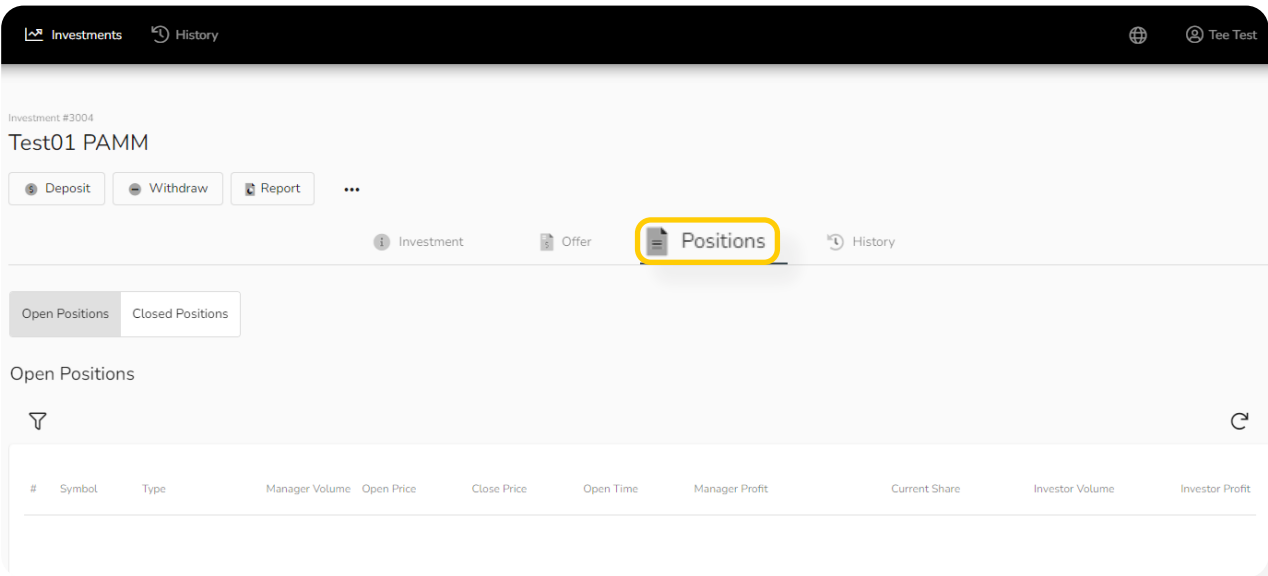 Investments History Tee Test
Investment #3004
Test01 PAMM
Deposit Withdraw Report •••
Investment Offer Positions History
Open Positions Closed Positions
Open Positions
# Symbol Type Manager Volume Open Price Close Price Open Time Manager Profit Current Share Investor Volume Investor Profit